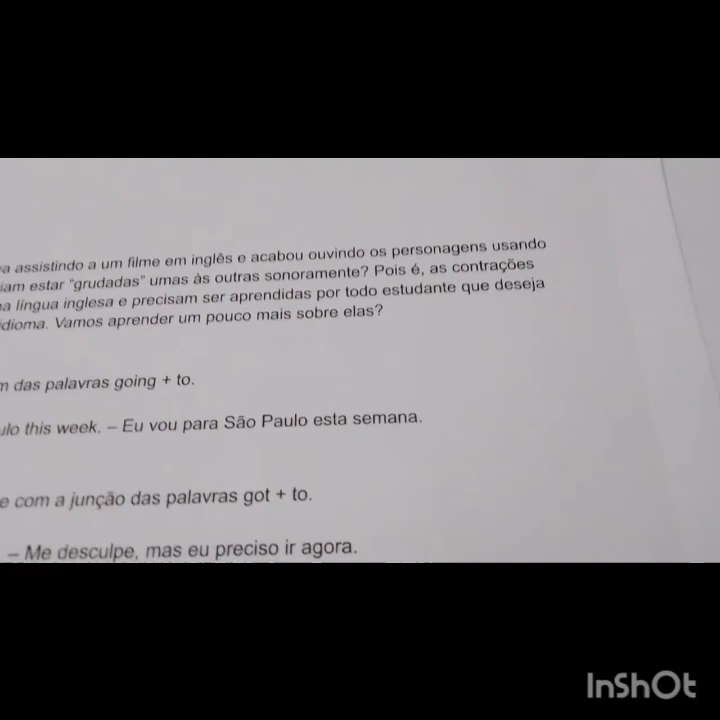 assistindo a um filme em inglês e acabou ouvindo os personagens usando
estar "grudadas" umas às outras sonoramente? Pois é, as contrações
língua inglesa e precisam ser aprendidas por todo estudante que deseja
idioma. Vamos aprender um pouco mais sobre elas?
das palavras going + to.
this week. – Eu vou para São Paulo esta semana.
e com a junção das palavras got + to.
– Me desculpe, mas eu preciso ir agora.
InShOt